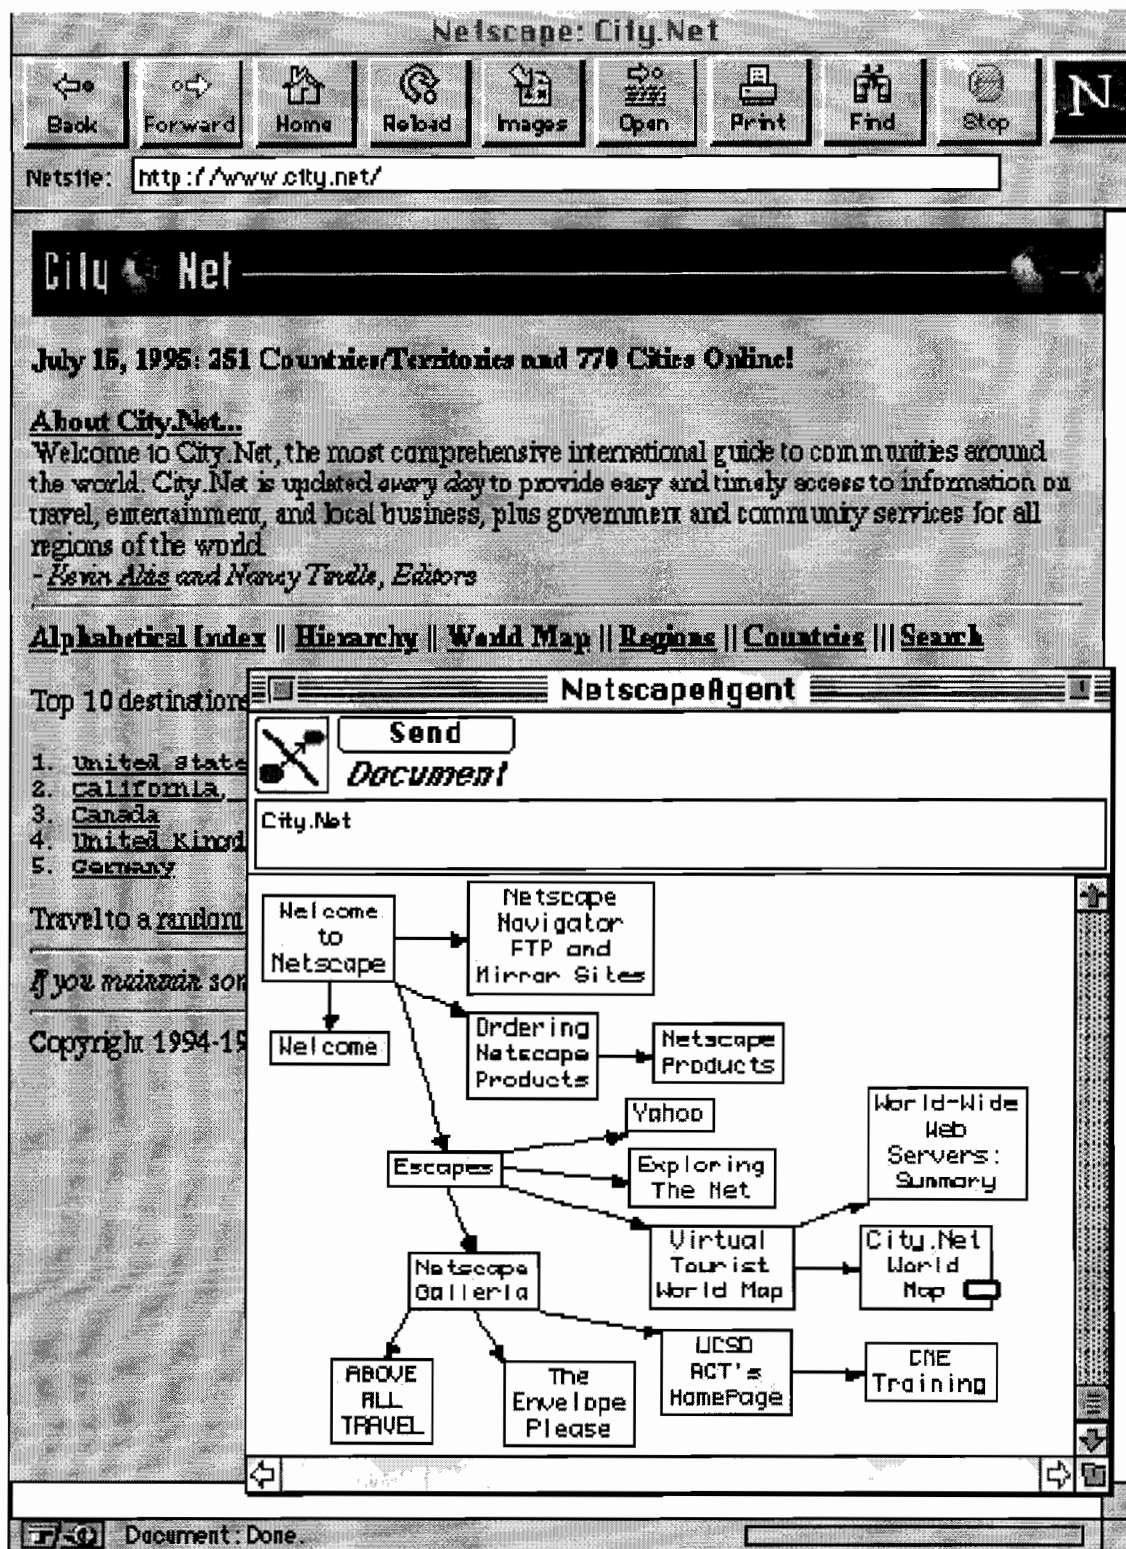 Netscape: City.Net
Back Forward Home Reload Images Open Print Find Stop N
Netsite: http://www.city.net/
City Net
July 15, 1995: 251 Countries/Territories and 770 Cities Online!
About City.Net...
Welcome to City.Net, the most comprehensive international guide to communities around
the world. City.Net is updated every day to provide easy and timely access to information on
travel, entertainment, and local business, plus government and community services for all
regions of the world.
- Kevin Altis and Nancy Tindle, Editors
Alphabetical Index || Hierarchy || World Map || Regions || Countries ||| Search
Top 10 destinations
1. United State
2. California,
3. Canada
4. United Kingd
5. Germany
Travel to a random
If you maintain som
Copyright 1994-19
NetscapeAgent
Send
Document
City.Net
Welcome
to
Netscape
Netscape
Navigator
FTP and
Mirror Sites
Welcome
Ordering
Netscape
Products
Netscape
Products
Yahoo
World-Wide
Web
Servers:
Summary
Escapes
Exploring
The Net
Virtual
Tourist
World Map
City.Net
World
Map
Netscape
Galleria
UCSD
ACT's
HomePage
CNE
Training
ABOVE
ALL
TRAVEL
The
Envelope
Please
Document: Done.